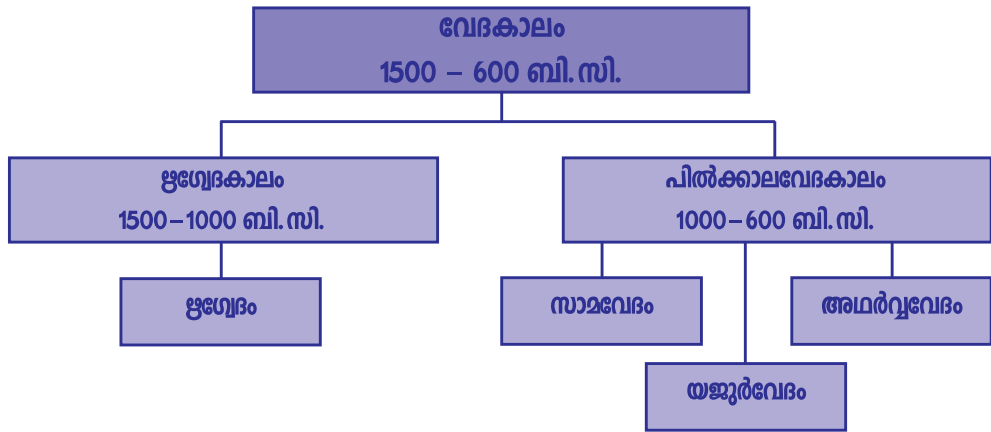 വേദകാലം
1500 – 600 ബി.സി.
ഋഗ്വേദകാലം
1500–1000 ബി.സി.
പിൽക്കാലവേദകാലം
1000–600 ബി.സി.
ഋഗ്വേദം
സാമവേദം
അഥർവ്വവേദം
യജുർവേദം